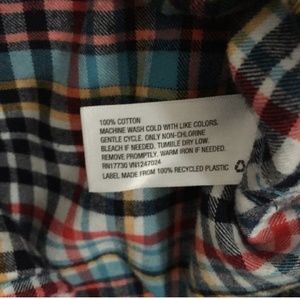 100% COTTON
MACHINE WASH COLD WITH LIKE COLORS.
GENTLE CYCLE. ONLY NON-CHLORINE
BLEACH IF NEEDED. TUMBLE DRY LOW.
REMOVE PROMPTLY. WARM IRON IF NEEDED.
RN17730 VN1247024
LABEL MADE FROM 100% RECYCLED PLASTIC